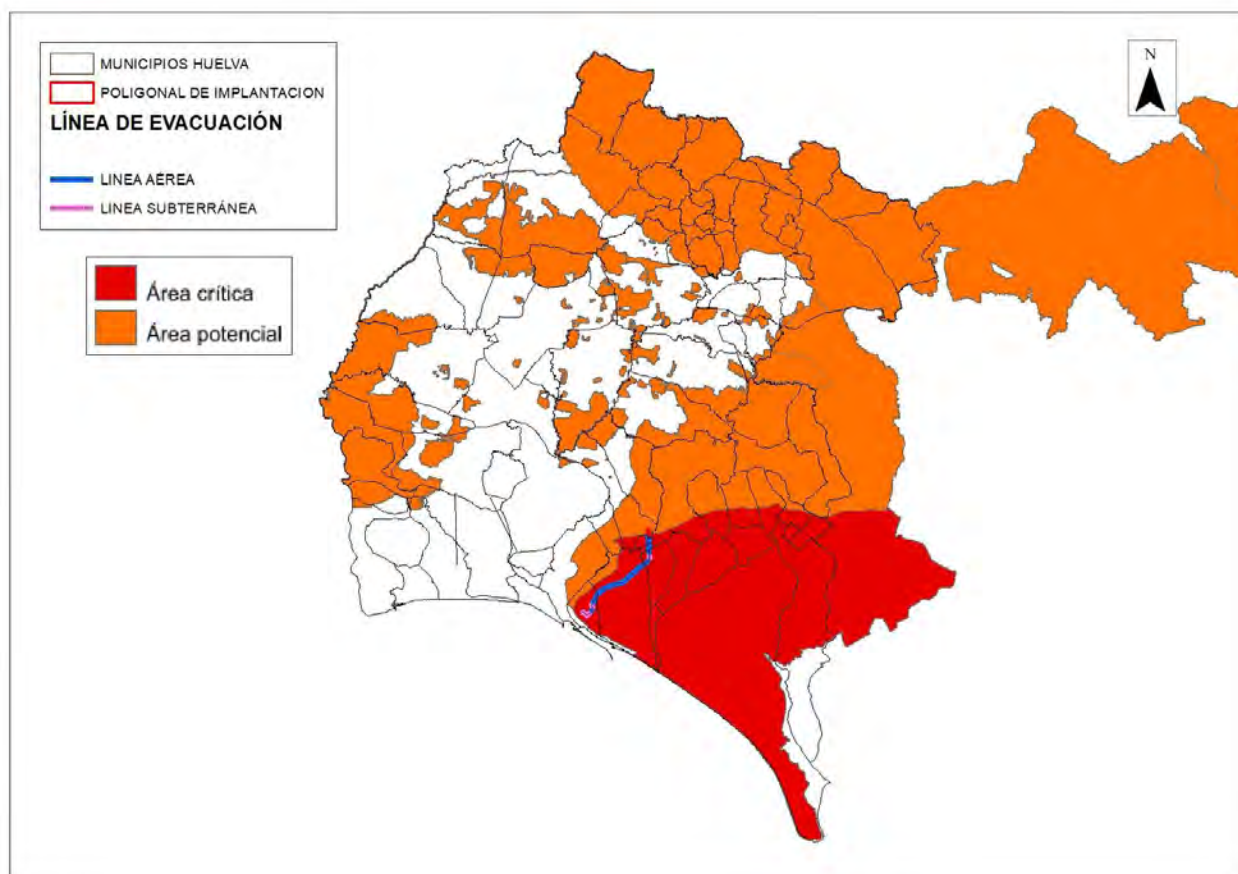 MUNICIPIOS HUELVA
POLIGONAL DE IMPLANTACION
LÍNEA DE EVACUACIÓN
LINEA AÉREA
LINEA SUBTERRÁNEA
Área crítica
Área potencial
N